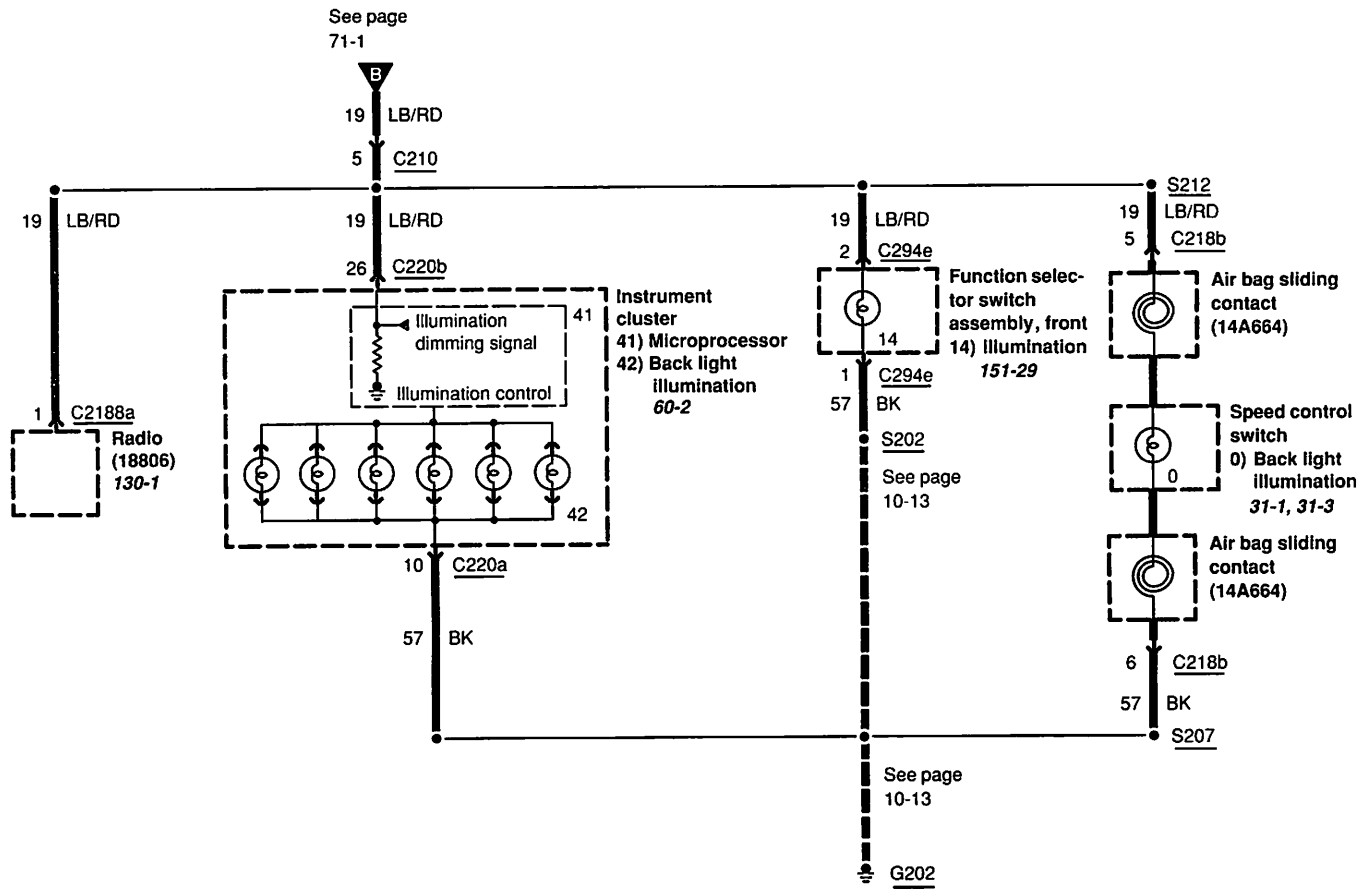 See page
71-1
B
19 LB/RD
5 C210
S212
19 LB/RD
19 LB/RD
19 LB/RD
19 LB/RD
5 C218b
2 C294e
26 C220b
Air bag sliding
contact
(14A664)
Function selec-
tor switch
assembly, front
14) Illumination
151-29
14
Instrument
cluster
41) Microprocessor
42) Back light
illumination
60-2
41
Illumination
dimming signal
Illumination control
42
1 C294e
57 BK
S202
See page
10-13
1 C2188a
Radio
(18806)
130-1
Speed control
switch
0) Back light
illumination
31-1, 31-3
0
Air bag sliding
contact
(14A664)
10 C220a
57 BK
6 C218b
57 BK
S207
See page
10-13
G202